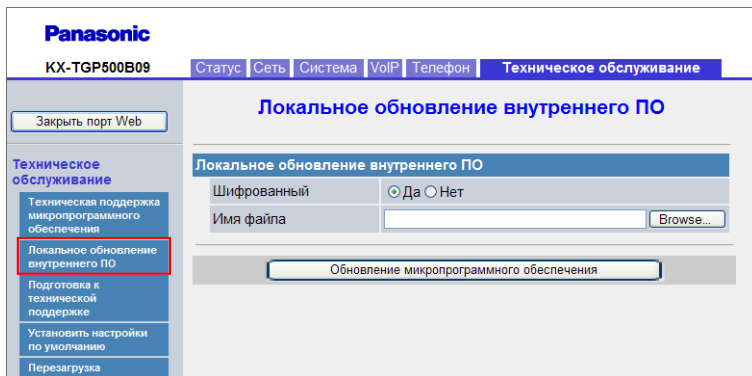 Panasonic
KX-TGP500B09
Статус Сеть Система VoIP Телефон Техническое обслуживание
Закрыть порт Web
Техническое
обслуживание
Техническая поддержка
микропрограммного
обеспечения
Локальное обновление
внутреннего ПО
Подготовка к
технической
поддержке
Установить настройки
по умолчанию
Перезагрузка
Локальное обновление внутреннего ПО
Локальное обновление внутреннего ПО
Шифрованный Да Нет
Имя файла Browse...
Обновление микропрограммного обеспечения